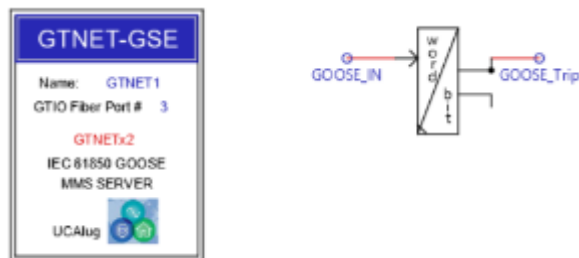 GTNET-GSE
Name: GTNET1
GTIO Fiber Port # 3
GTNETx2
IEC 61850 GOOSE
MMS SERVER
UCAlug
GOOSE_IN
word
bit
GOOSE_Trip